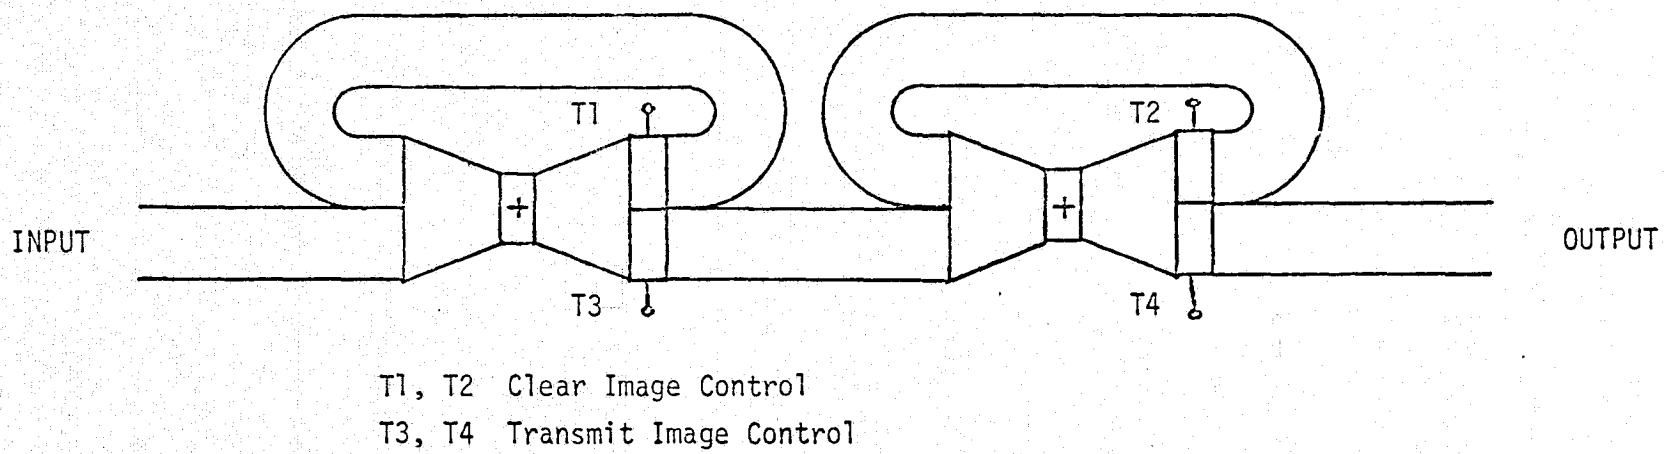 T1
T2
+
+
INPUT
OUTPUT
T3
T4
T1, T2 Clear Image Control
T3, T4 Transmit Image Control